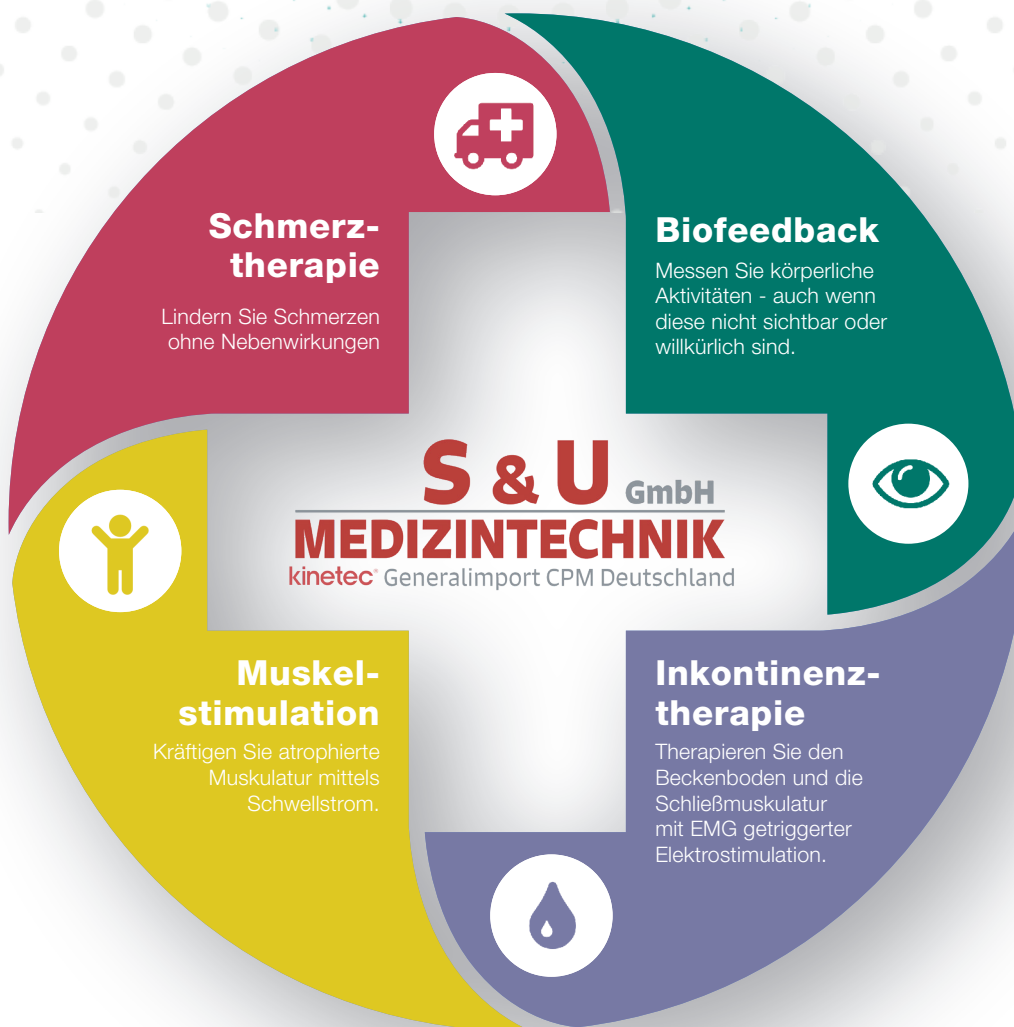 Schmerz-
therapie
Lindern Sie Schmerzen
ohne Nebenwirkungen
Biofeedback
Messen Sie körperliche
Aktivitäten - auch wenn
diese nicht sichtbar oder
willkürlich sind.
S & U GmbH
MEDIZINTECHNIK
kinetec® Generalimport CPM Deutschland
Muskel-
stimulation
Kräftigen Sie atrophierte
Muskulatur mittels
Schwellstrom.
Inkontinenz-
therapie
Therapieren Sie den
Beckenboden und die
Schließmuskulatur
mit EMG getriggerter
Elektrostimulation.